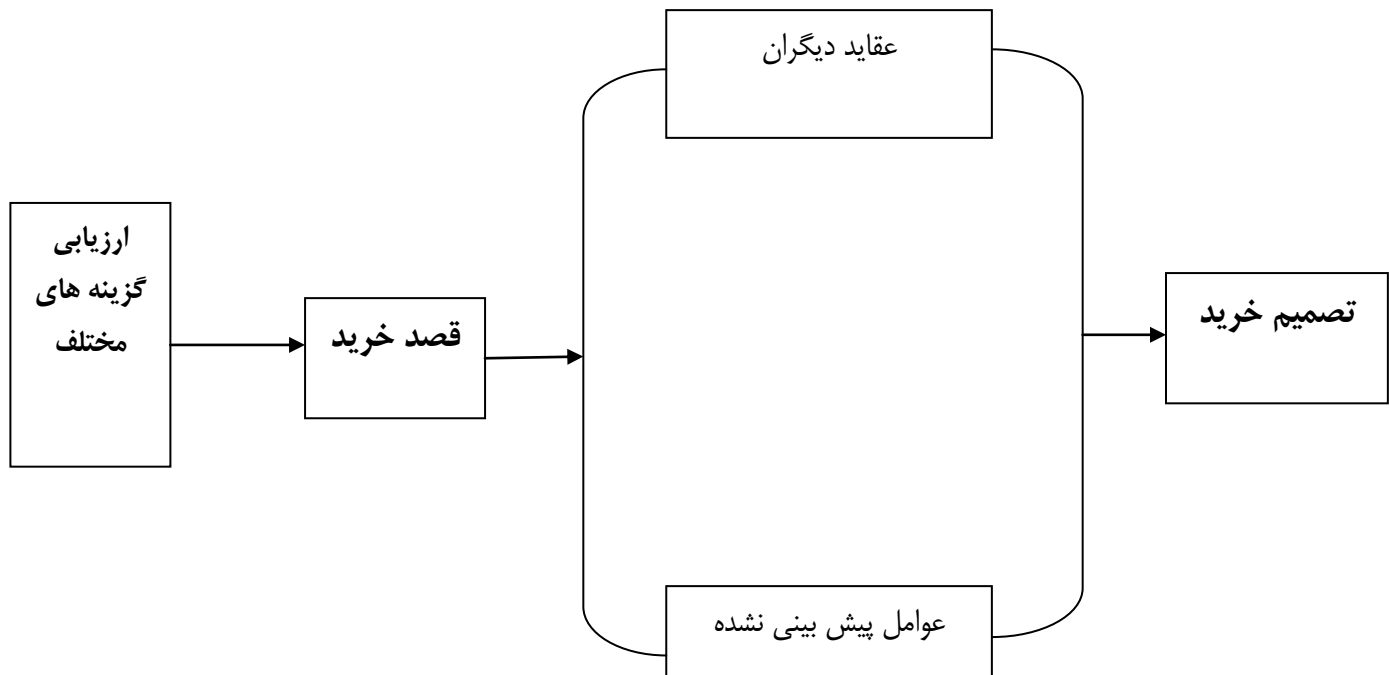 عقاید دیگران
ارزیابی
گزینه های
مختلف
قصد خرید
تصمیم خرید
عوامل پیش بینی نشده